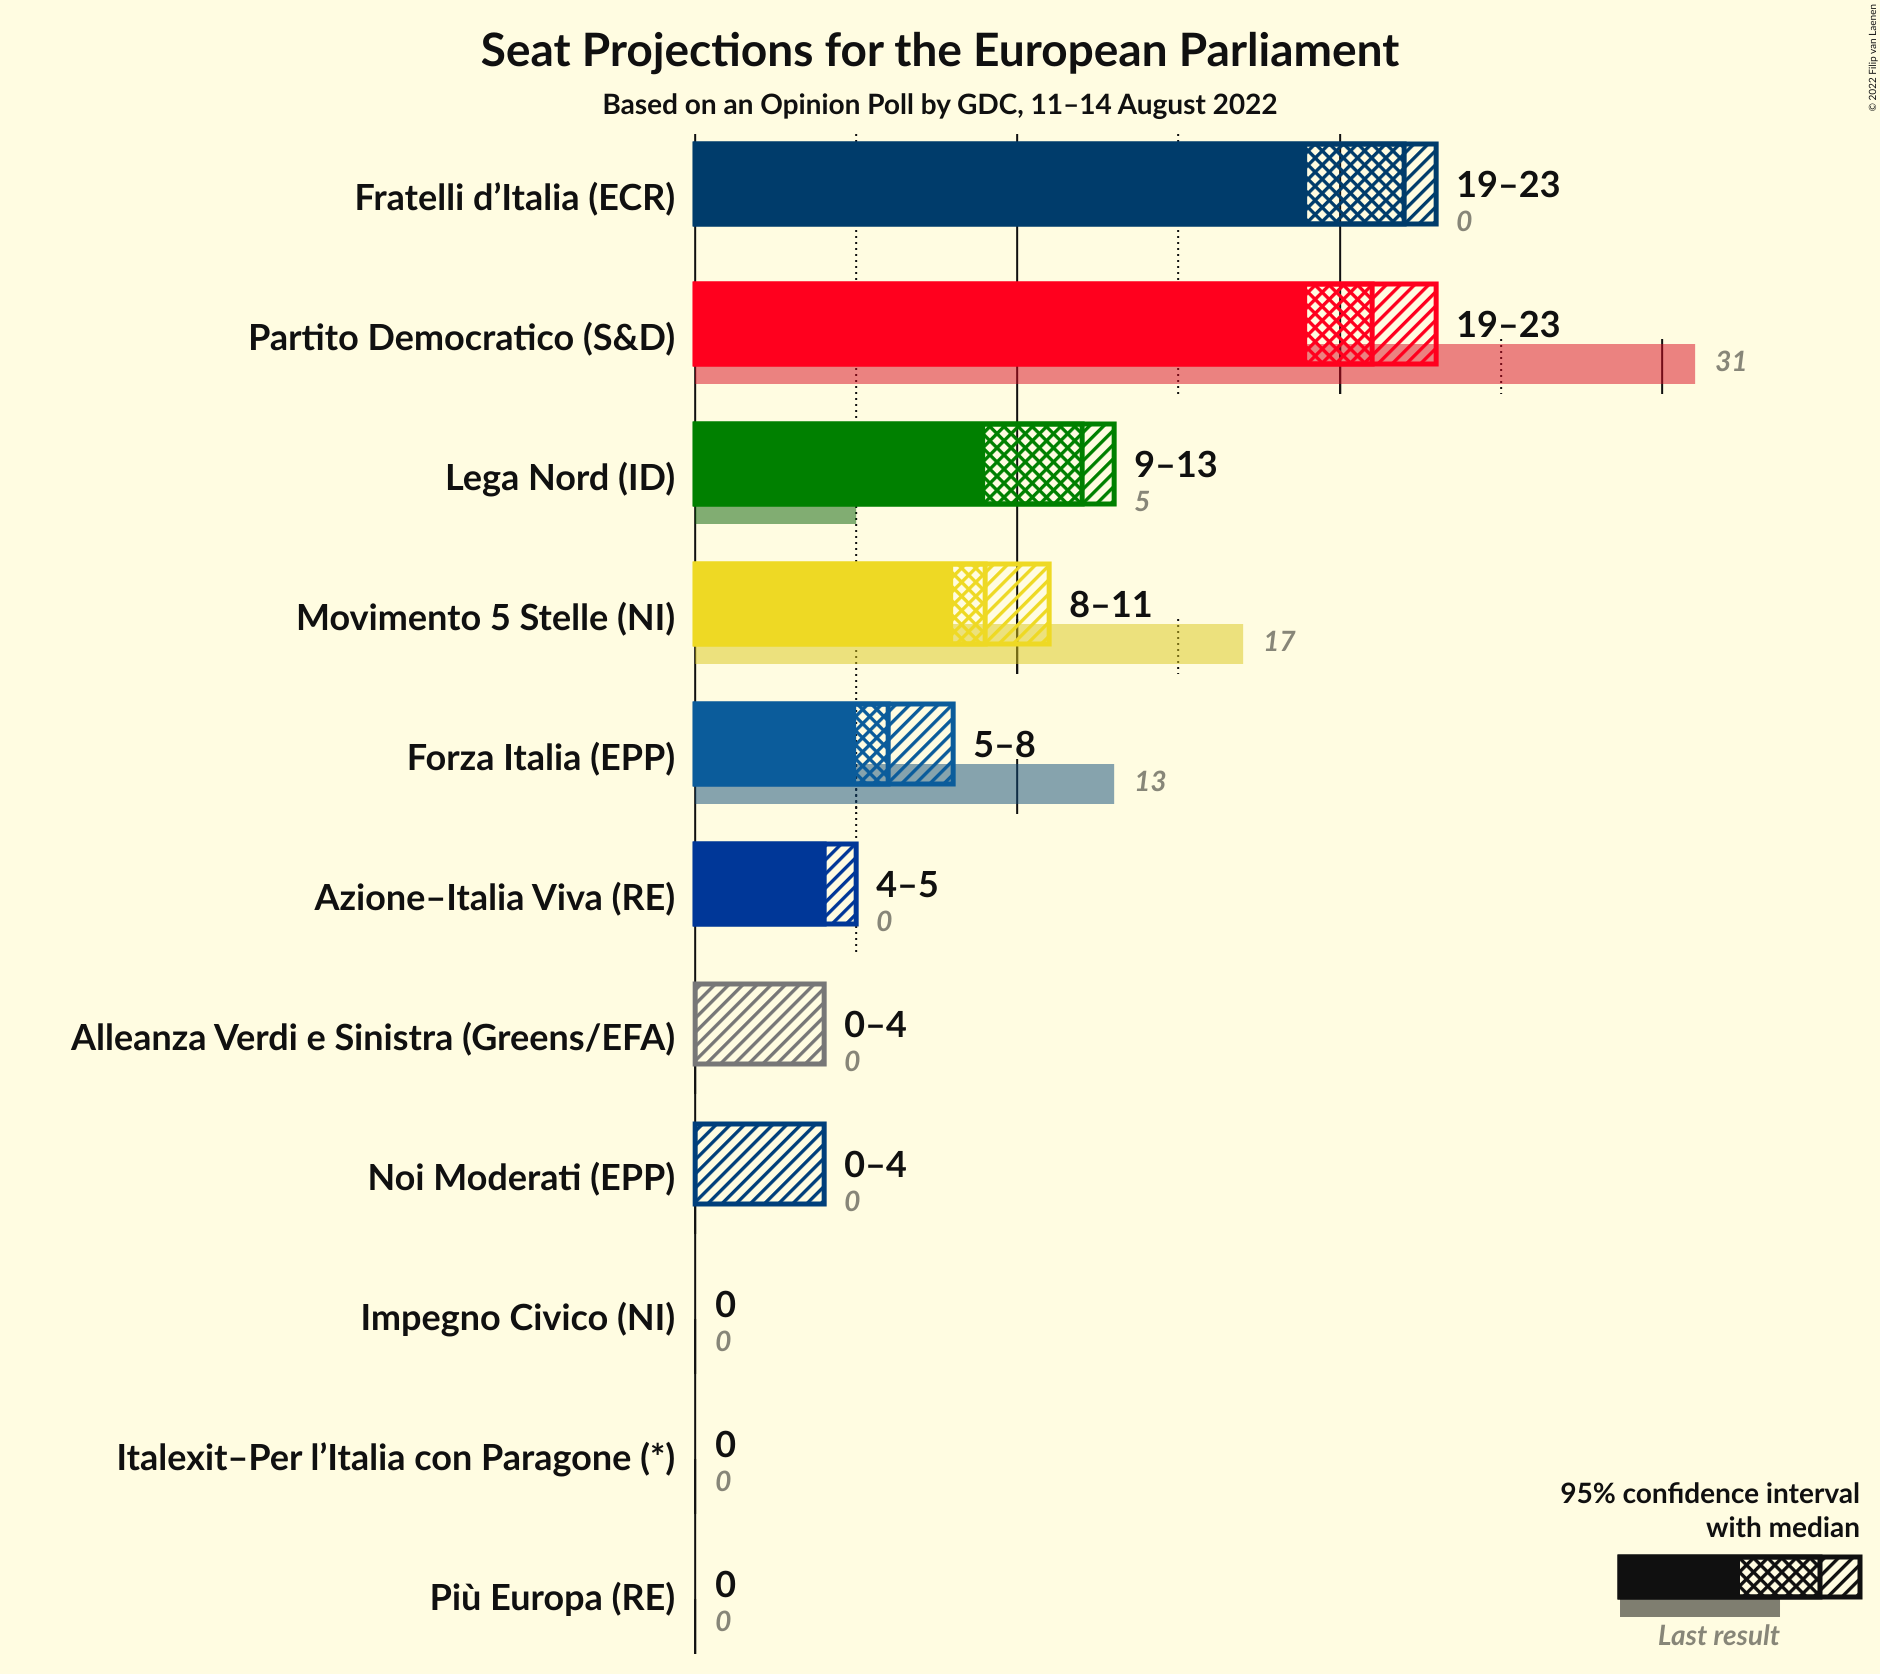 Seat Projections for the European Parliament
Based on an Opinion Poll by GDC, 11–14 August 2022
© 2022 Filip van Laenen
Fratelli d’Italia (ECR)
19–23
0
Partito Democratico (S&D)
19–23
31
Lega Nord (ID)
9–13
5
Movimento 5 Stelle (NI)
8–11
17
Forza Italia (EPP)
5–8
13
Azione–Italia Viva (RE)
4–5
0
Alleanza Verdi e Sinistra (Greens/EFA)
0–4
0
Noi Moderati (EPP)
0–4
0
Impegno Civico (NI)
0
0
Italexit–Per l’Italia con Paragone (*)
0
0
Più Europa (RE)
0
0
95% confidence interval
with median
Last result